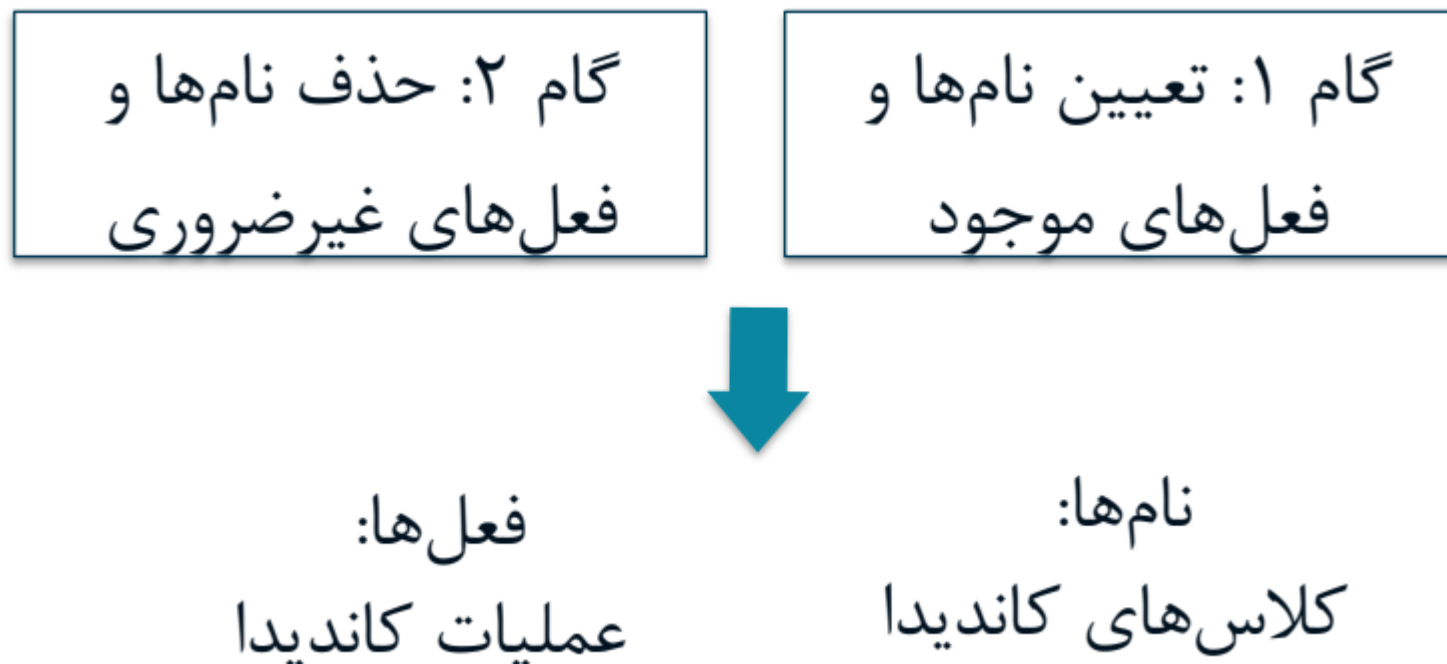 گام ۱: تعیین نام‌ها و
فعل‌های موجود
گام ۲: حذف نام‌ها و
فعل‌های غیرضروری
نام‌ها:
کلاس‌های کاندیدا
فعل‌ها:
عملیات کاندیدا